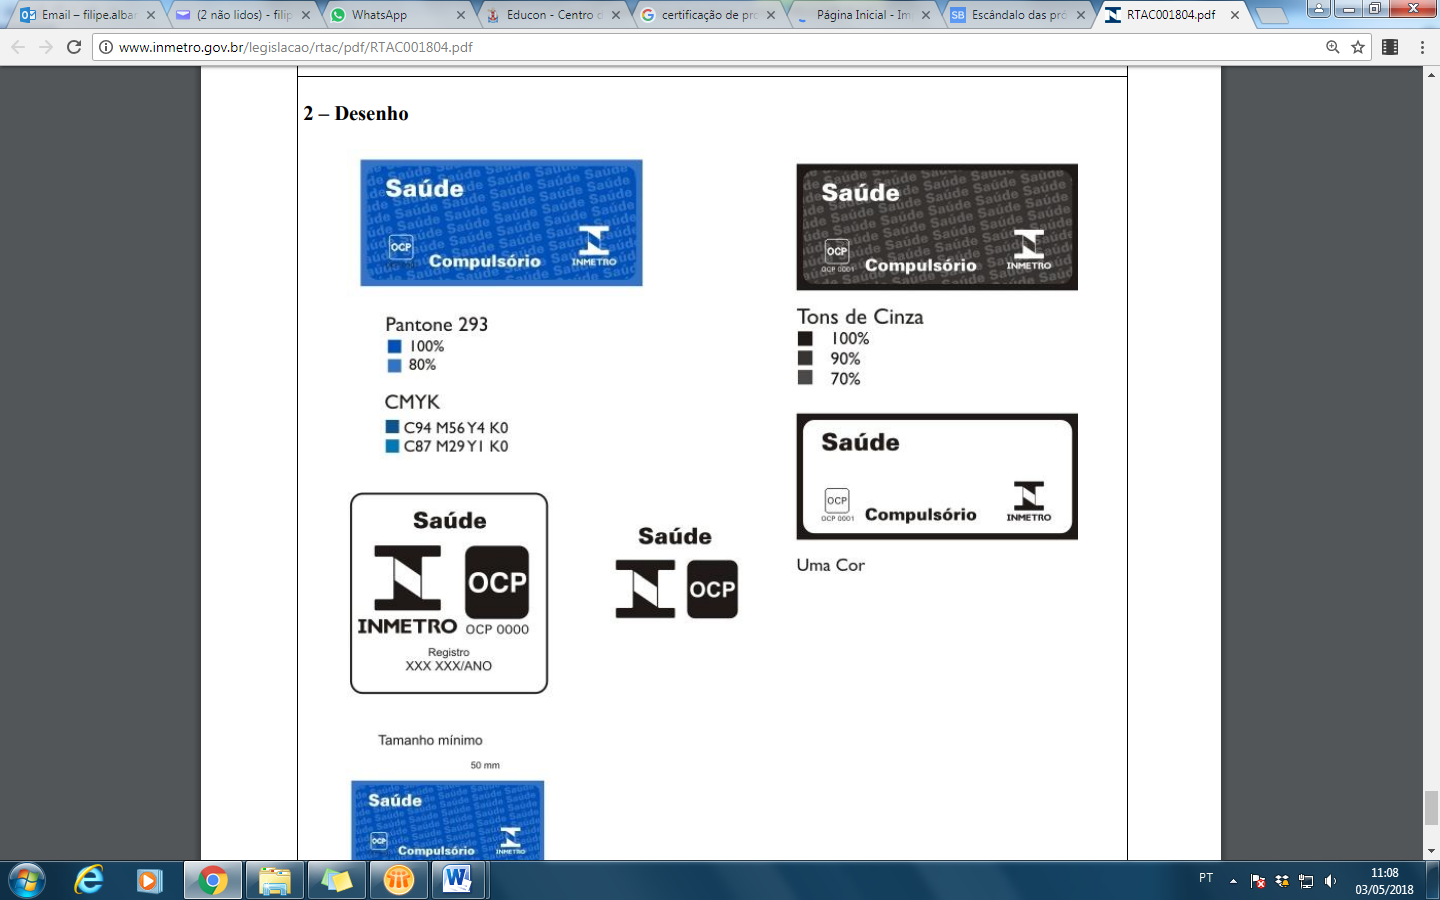 Email – filipe.albar
(2 não lidos) - filip
WhatsApp
Educon - Centro d
certificação de pro
Página Inicial - Im
SB Escândalo das pró
RTAC001804.pdf
www.inmetro.gov.br/legislacao/rtac/pdf/RTAC001804.pdf
2 – Desenho
Saúde
OCP
Compulsório
INMETRO
Pantone 293
100%
80%
CMYK
C94 M56 Y4 K0
C87 M29 Y1 K0
Saúde
OCP
OCP 0001
Compulsório
INMETRO
Tons de Cinza
100%
90%
70%
Saúde
OCP
OCP 0001
Compulsório
INMETRO
Uma Cor
Saúde
OCP
INMETRO
OCP 0000
Registro
XXX XXX/ANO
Saúde
OCP
Tamanho mínimo
50 mm
Saúde
OCP
Compulsório
INMETRO
PT
11:08
03/05/2018